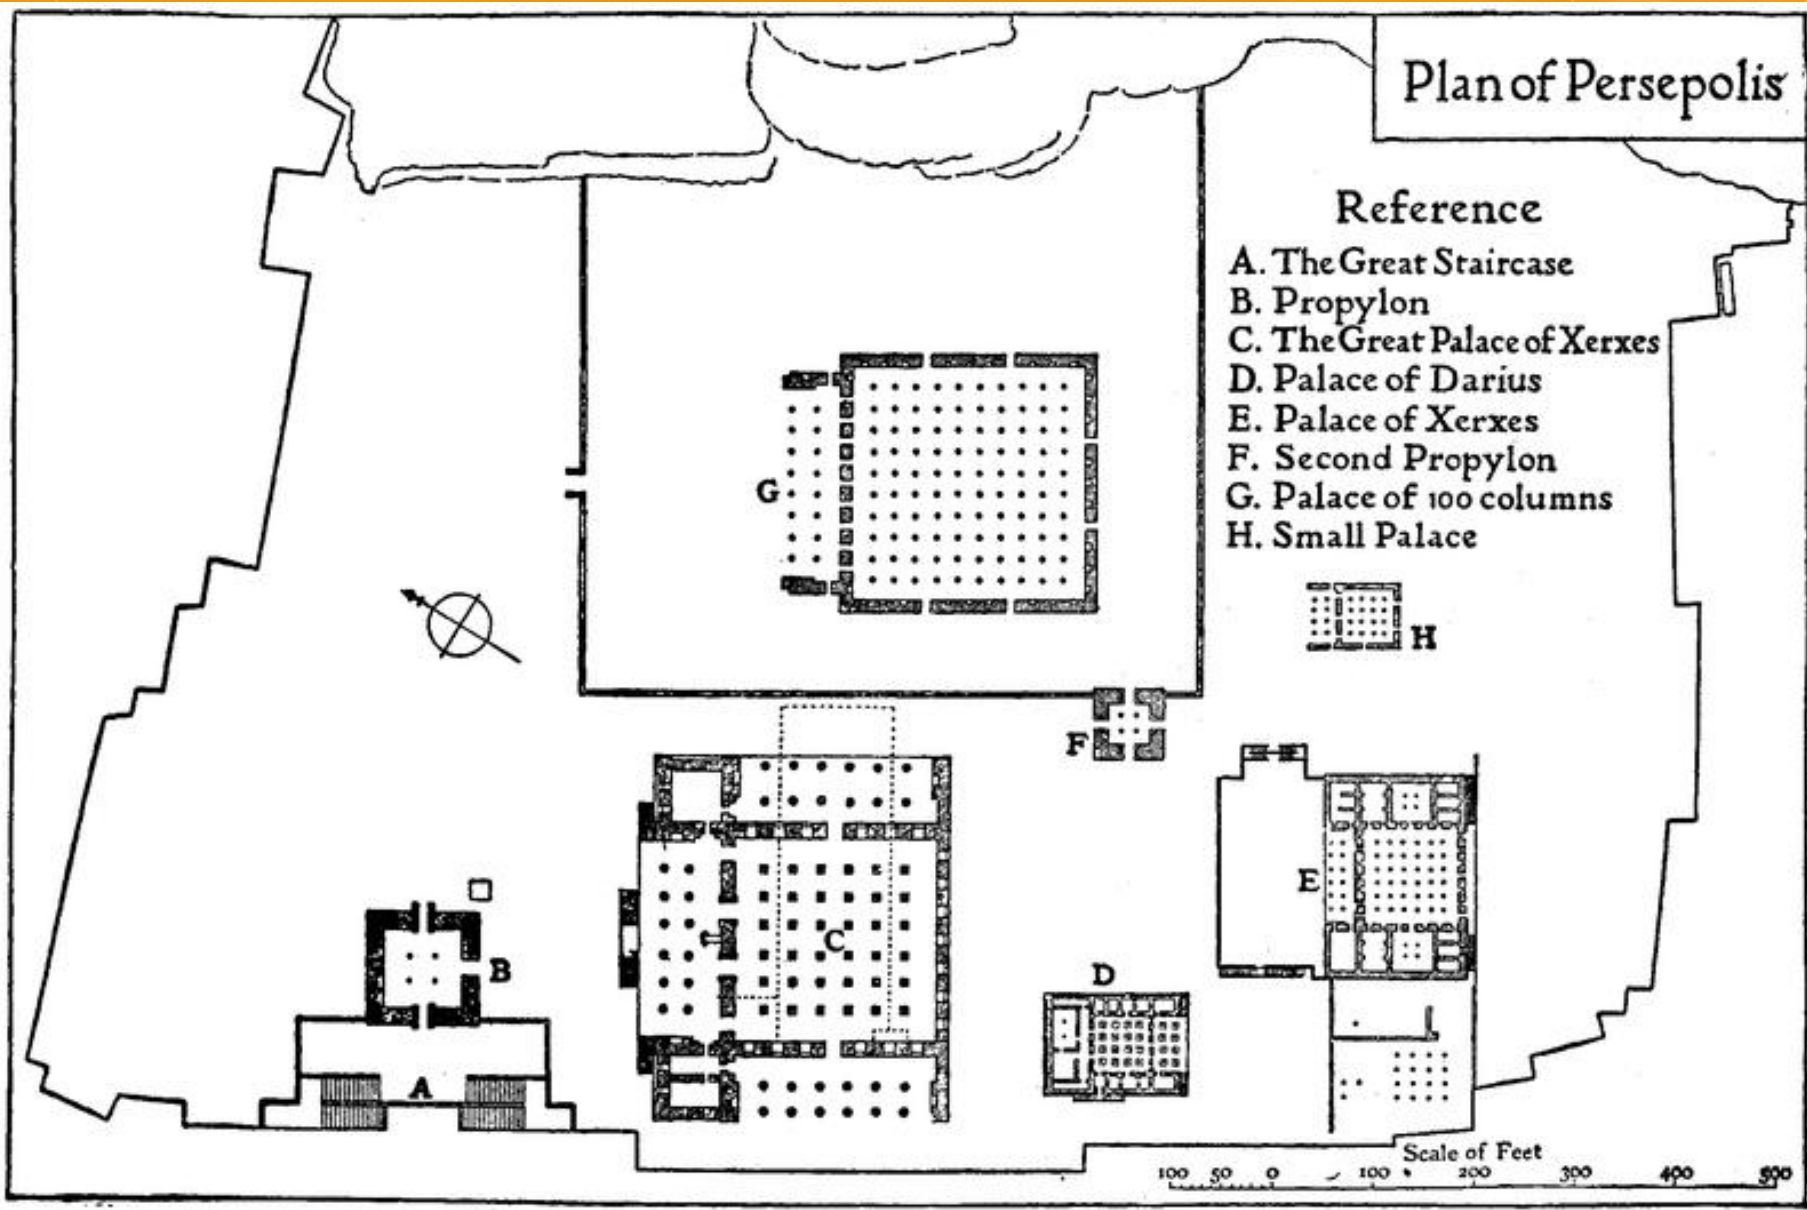 Plan of Persepolis
Reference
A. The Great Staircase
B. Propylon
C. The Great Palace of Xerxes
D. Palace of Darius
E. Palace of Xerxes
F. Second Propylon
G. Palace of 100 columns
H. Small Palace
G
H
F
E
C
B
D
A
Scale of Feet
100 50 0 100 200 300 400 500